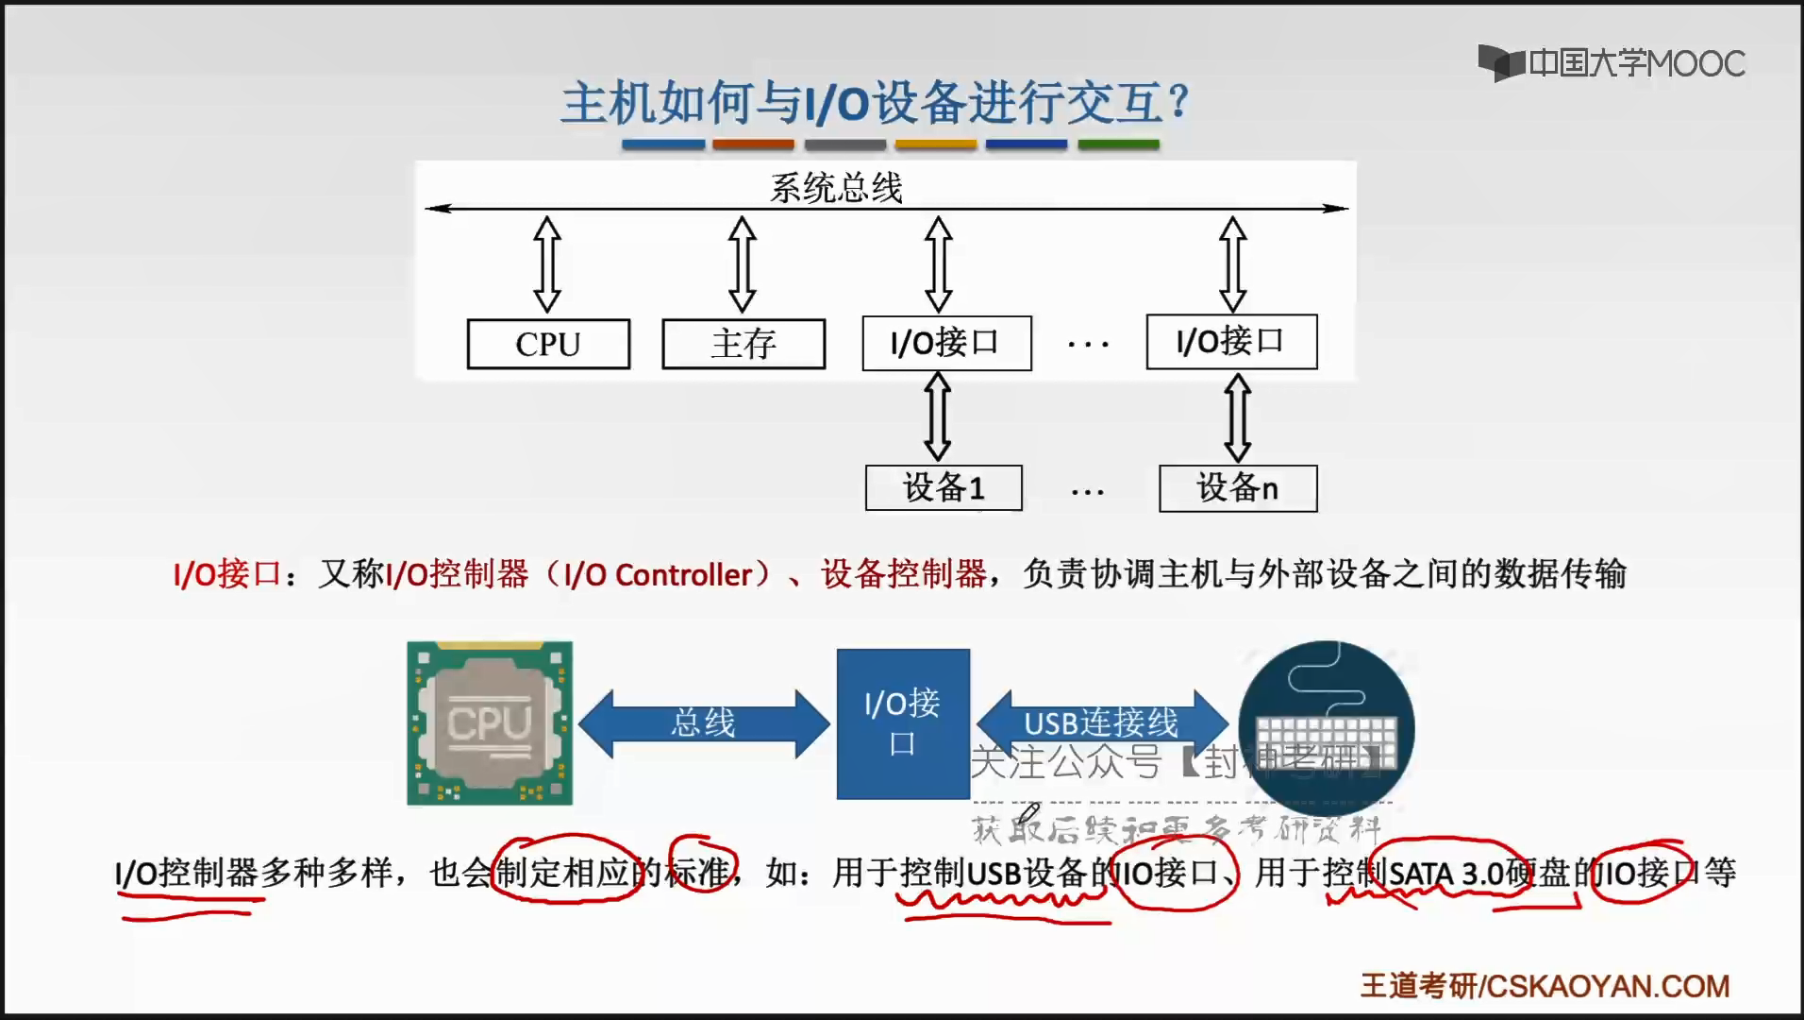 中国大学MOOC
主机如何与I/O设备进行交互?
系统总线
CPU 主存 I/O接口 ··· I/O接口
设备1 ··· 设备n
I/O接口：又称I/O控制器（I/O Controller）、设备控制器，负责协调主机与外部设备之间的数据传输
CPU 总线 I/O接口 USB连接线
关注公众号【封神考研】
获取后续和更多考研资料
I/O控制器多种多样，也会制定相应的标准，如：用于控制USB设备的IO接口、用于控制SATA 3.0硬盘的IO接口等
王道考研/CSKAOYAN.COM